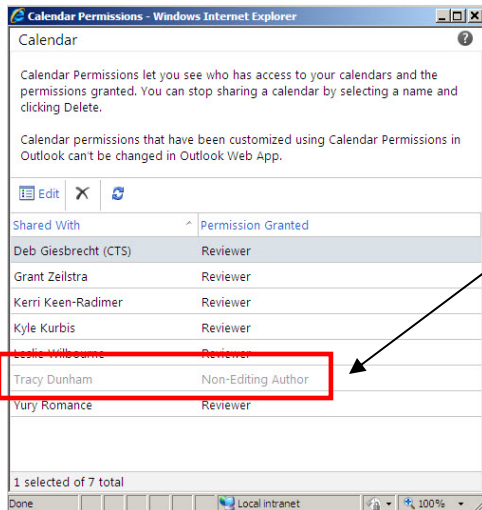 Calendar Permissions - Windows Internet Explorer
Calendar
Calendar Permissions let you see who has access to your calendars and the
permissions granted. You can stop sharing a calendar by selecting a name and
clicking Delete.
Calendar permissions that have been customized using Calendar Permissions in
Outlook can't be changed in Outlook Web App.
Edit
Shared With Permission Granted
Deb Giesbrecht (CTS) Reviewer
Grant Zeilstra Reviewer
Kerri Keen-Radimer Reviewer
Kyle Kurbis Reviewer
Leslie Wilbourne Reviewer
Tracy Dunham Non-Editing Author
Yury Romance Reviewer
1 selected of 7 total
Done Local intranet 100%